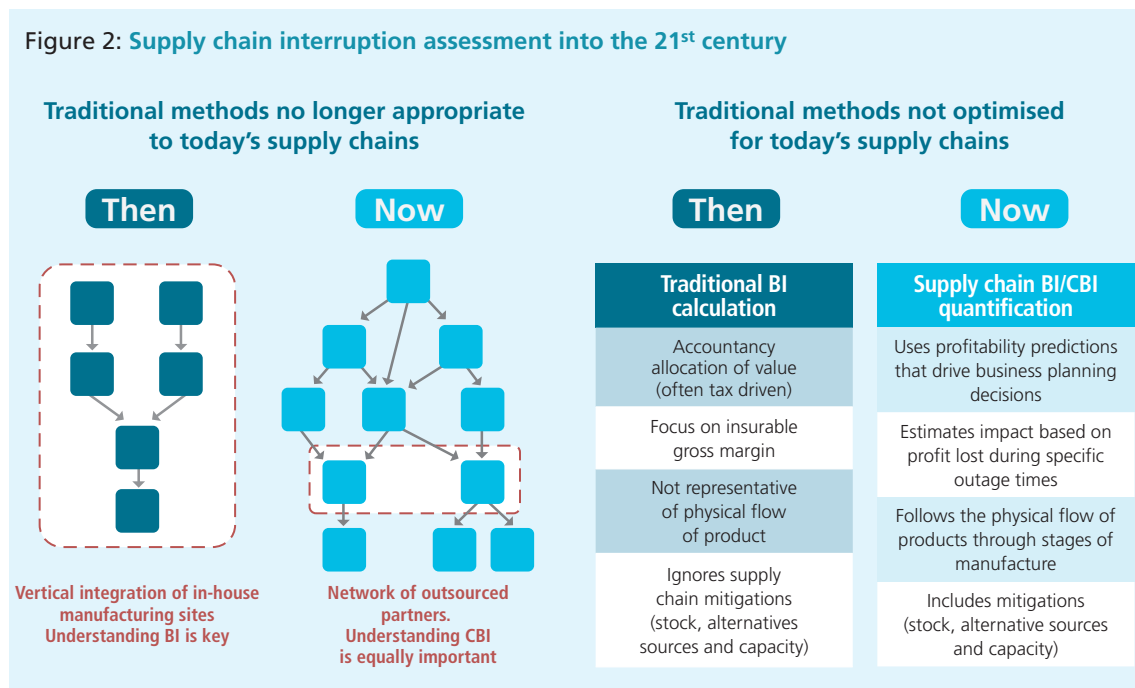 Figure 2: Supply chain interruption assessment into the 21st century
Traditional methods no longer appropriate
to today's supply chains
Then
Now
Vertical integration of in-house
manufacturing sites
Understanding BI is key
Network of outsourced
partners.
Understanding CBI
is equally important
Traditional methods not optimised
for today's supply chains
Then
Traditional BI
calculation
Accountancy
allocation of value
(often tax driven)
Focus on insurable
gross margin
Not representative
of physical flow
of product
Ignores supply
chain mitigations
(stock, alternatives
sources and capacity)
Now
Supply chain BI/CBI
quantification
Uses profitability predictions
that drive business planning
decisions
Estimates impact based on
profit lost during specific
outage times
Follows the physical flow of
products through stages of
manufacture
Includes mitigations
(stock, alternative sources
and capacity)